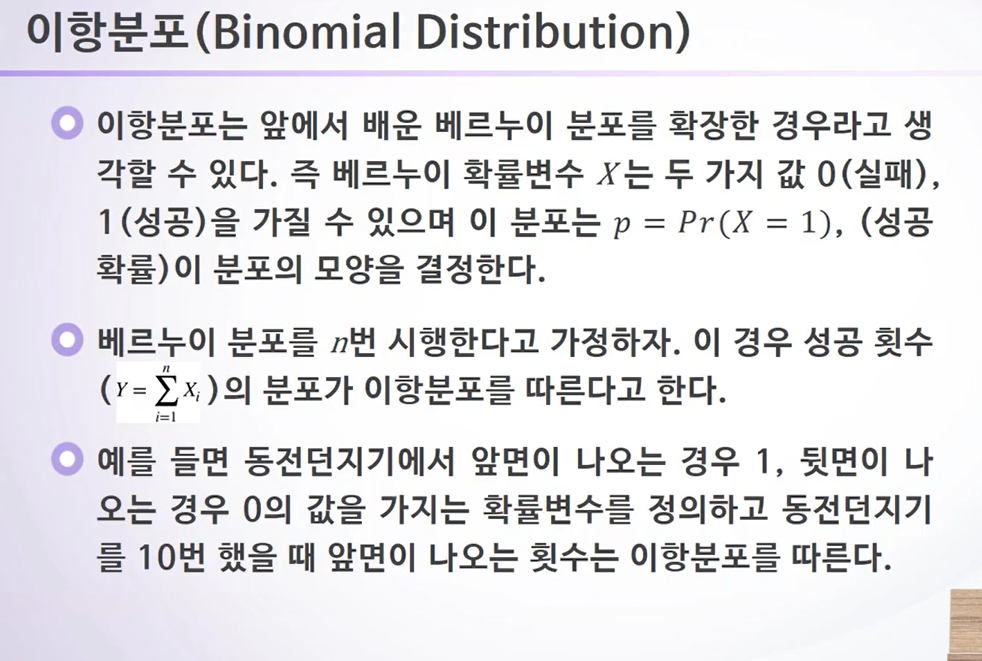 이항분포(Binomial Distribution)
이항분포는 앞에서 배운 베르누이 분포를 확장한 경우라고 생
각할 수 있다. 즉 베르누이 확률변수 X는 두 가지 값 0(실패),
1(성공)을 가질 수 있으며 이 분포는 p = Pr(X = 1), (성공
확률)이 분포의 모양을 결정한다.
베르누이 분포를 n번 시행한다고 가정하자. 이 경우 성공 횟수
(Y = \sum_{i=1}^{n} X_i)의 분포가 이항분포를 따른다고 한다.
예를 들면 동전던지기에서 앞면이 나오는 경우 1, 뒷면이 나
오는 경우 0의 값을 가지는 확률변수를 정의하고 동전던지기
를 10번 했을 때 앞면이 나오는 횟수는 이항분포를 따른다.